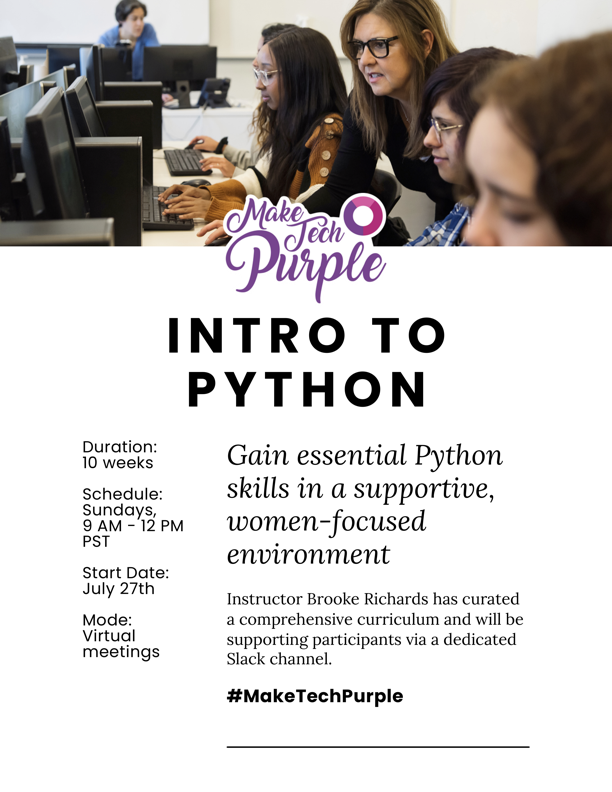 Make
Tech
Purple
INTRO TO
PYTHON
Duration:
10 weeks
Schedule:
Sundays,
9 AM - 12 PM
PST
Start Date:
July 27th
Mode:
Virtual
meetings
Gain essential Python
skills in a supportive,
women-focused
environment
Instructor Brooke Richards has curated
a comprehensive curriculum and will be
supporting participants via a dedicated
Slack channel.
#MakeTechPurple